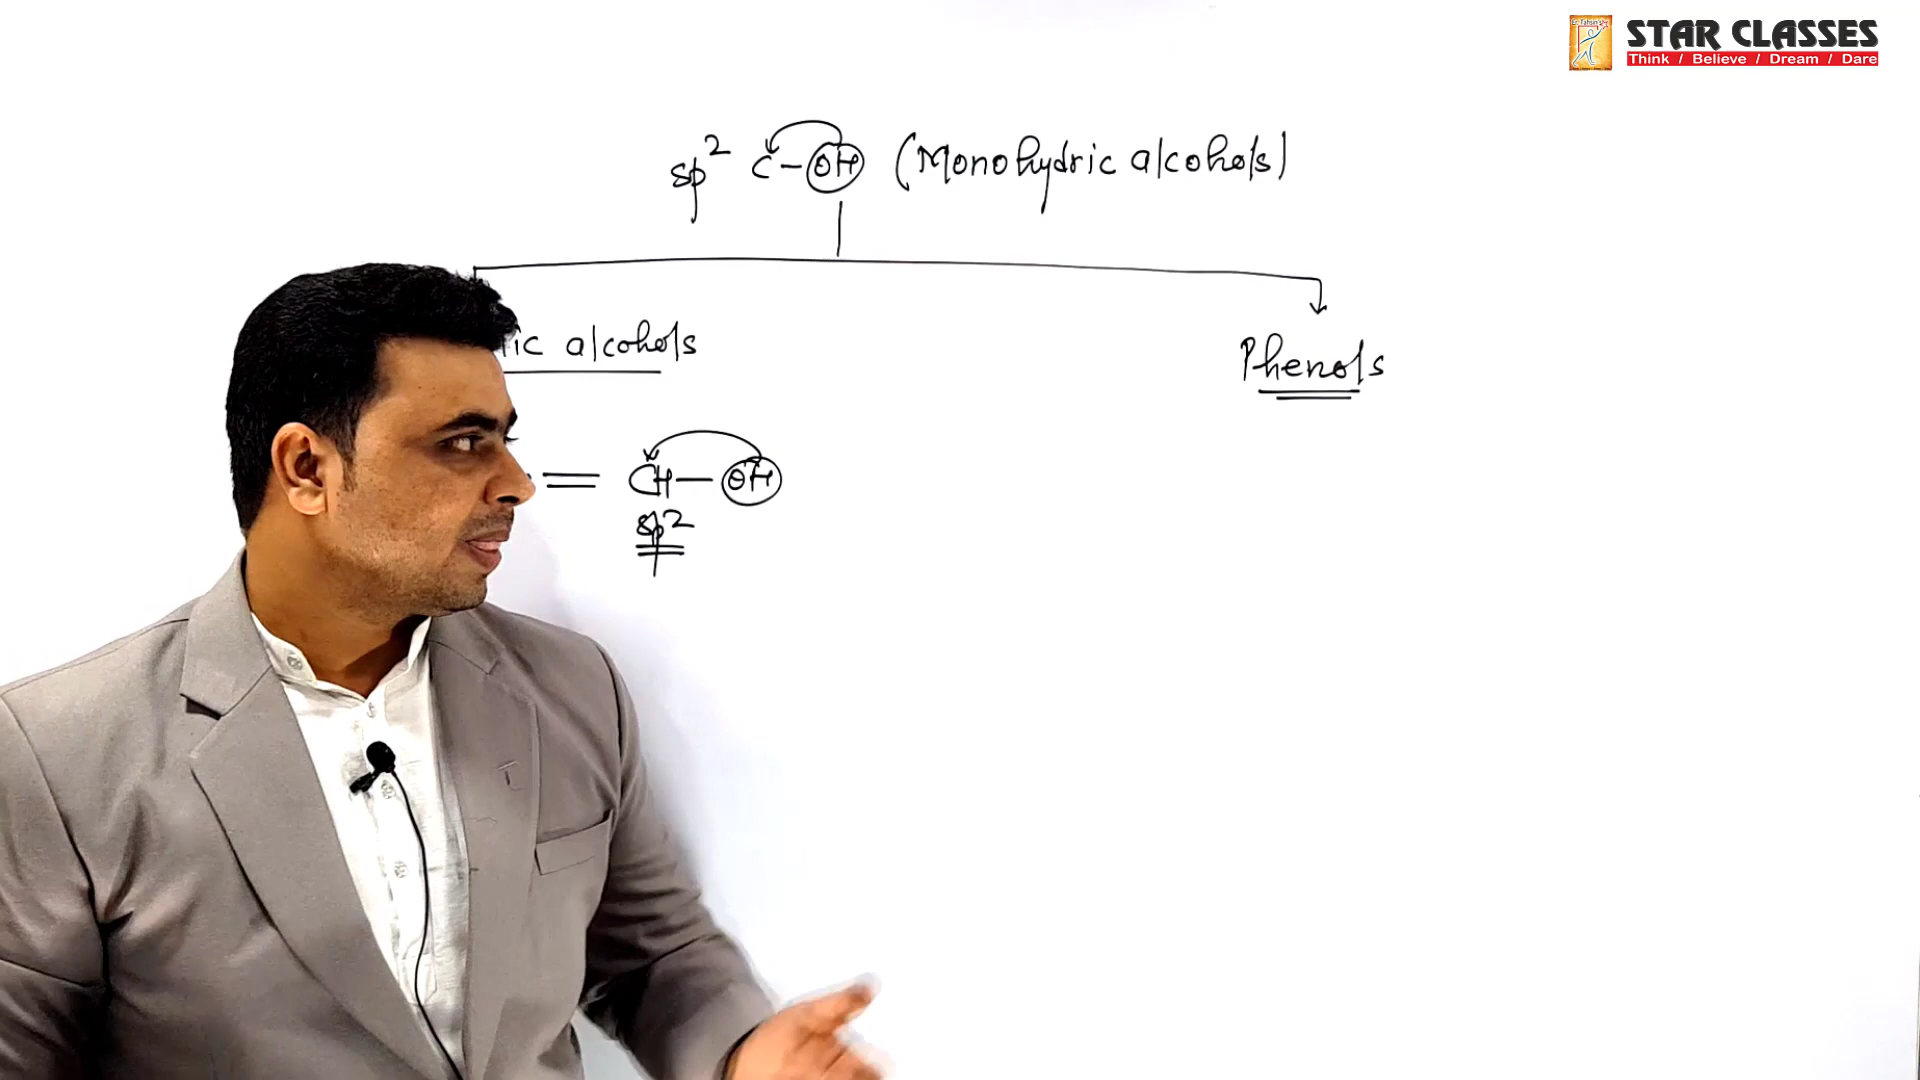 STAR CLASSES
Think / Believe / Dream / Dare
sp² C-OH (Monohydric alcohols)
ic alcohols
Phenols
= CH-OH
sp²